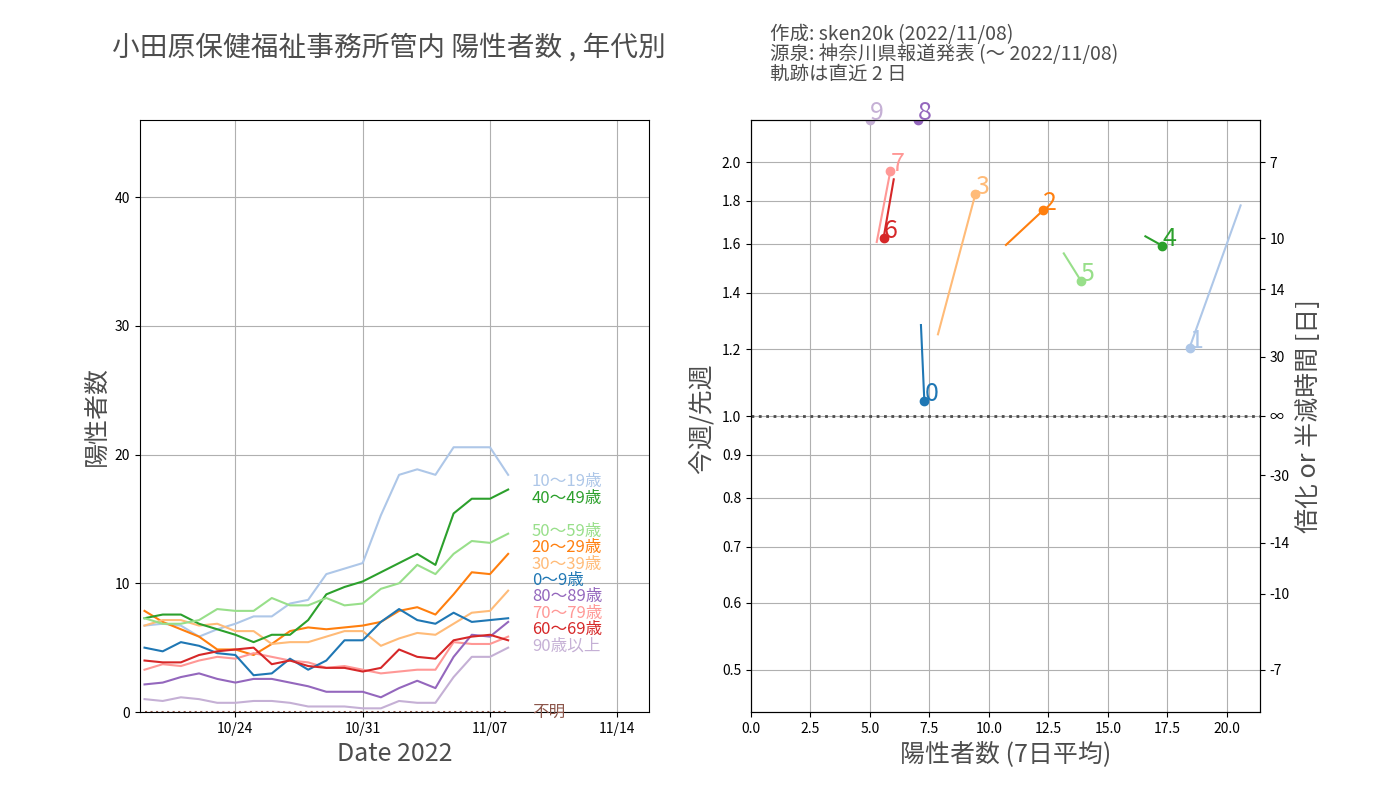 小田原保健福祉事務所管内 陽性者数 , 年代別
作成: sken20k (2022/11/08)
源泉: 神奈川県報道発表 (～ 2022/11/08)
軌跡は直近 2 日
陽性者数
40
30
20
10
0
10～19歳
40～49歳
50～59歳
20～29歳
30～39歳
0～9歳
80～89歳
70～79歳
60～69歳
90歳以上
不明
10/24
10/31
11/07
11/14
Date 2022
今週/先週
2.0
1.8
1.6
1.4
1.2
1.0
0.9
0.8
0.7
0.6
0.5
9
8
7
3
2
6
4
5
1
0
7
10
14
30
∞
-30
-14
-10
-7
倍化 or 半減時間 [日]
0.0
2.5
5.0
7.5
10.0
12.5
15.0
17.5
20.0
陽性者数 (7日平均)